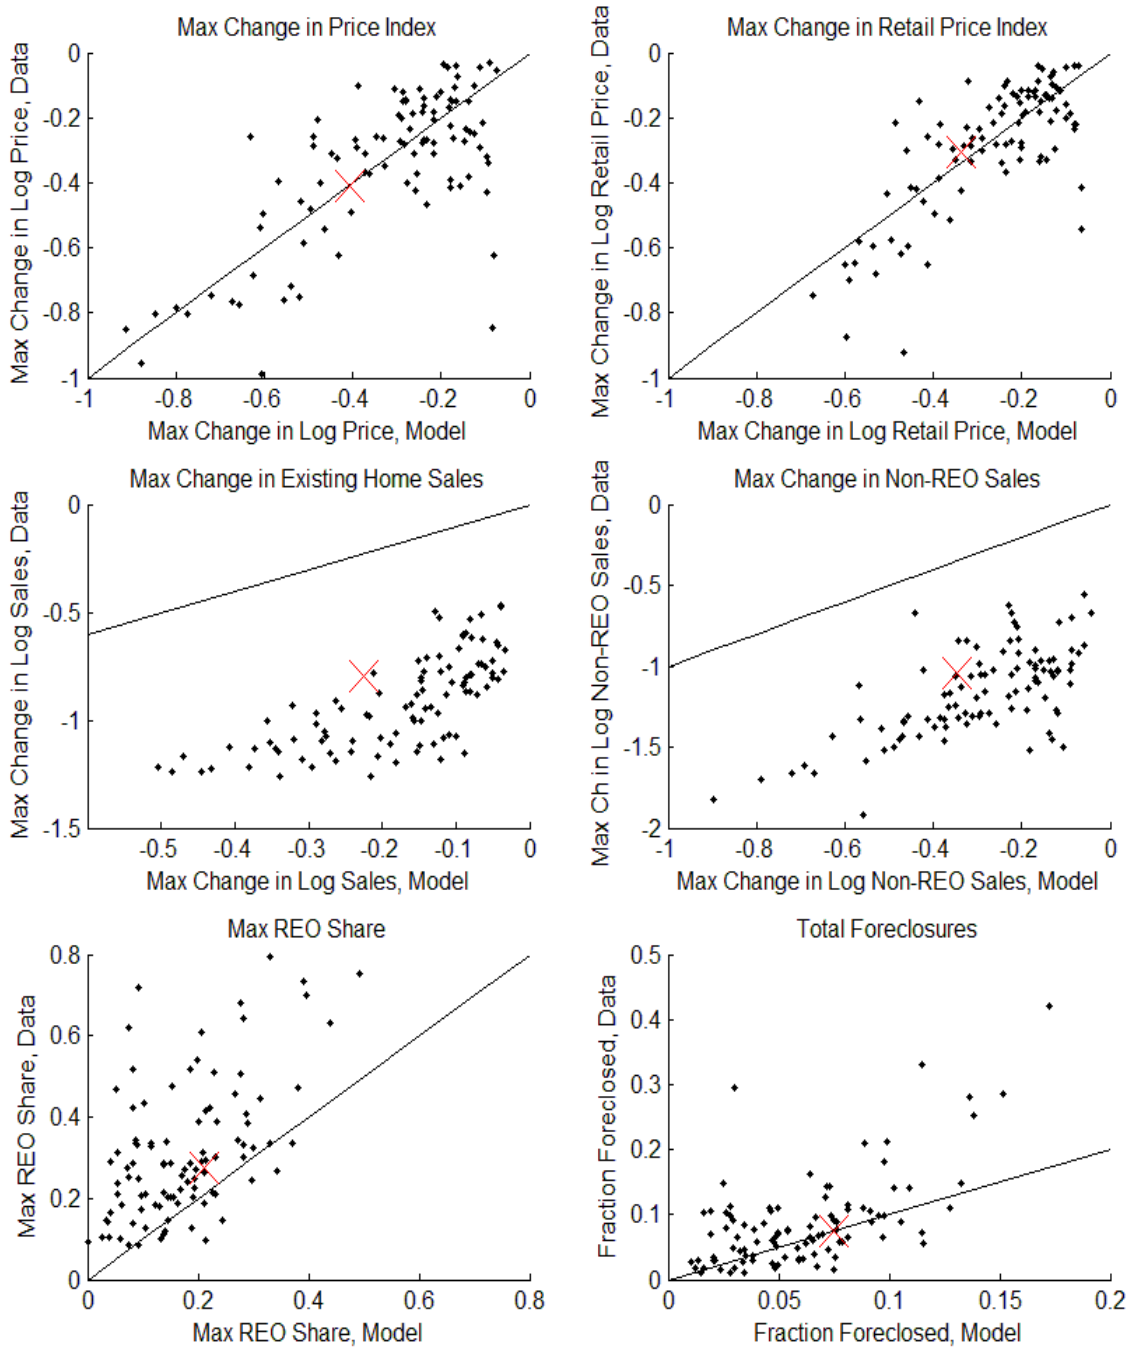 Max Change in Price Index
Max Change in Log Price, Data
0
-0.2
-0.4
-0.6
-0.8
-1
-1 -0.8 -0.6 -0.4 -0.2 0
Max Change in Log Price, Model
Max Change in Retail Price Index
Max Change in Log Retail Price, Data
0
-0.2
-0.4
-0.6
-0.8
-1
-1 -0.8 -0.6 -0.4 -0.2 0
Max Change in Log Retail Price, Model
Max Change in Existing Home Sales
Max Change in Log Sales, Data
0
-0.5
-1
-1.5
-0.5 -0.4 -0.3 -0.2 -0.1 0
Max Change in Log Sales, Model
Max Change in Non-REO Sales
Max Ch in Log Non-REO Sales, Data
0
-0.5
-1
-1.5
-2
-1 -0.8 -0.6 -0.4 -0.2 0
Max Change in Log Non-REO Sales, Model
Max REO Share
Max REO Share, Data
0.8
0.6
0.4
0.2
0
0 0.2 0.4 0.6 0.8
Max REO Share, Model
Total Foreclosures
Fraction Foreclosed, Data
0.5
0.4
0.3
0.2
0.1
0
0 0.05 0.1 0.15 0.2
Fraction Foreclosed, Model